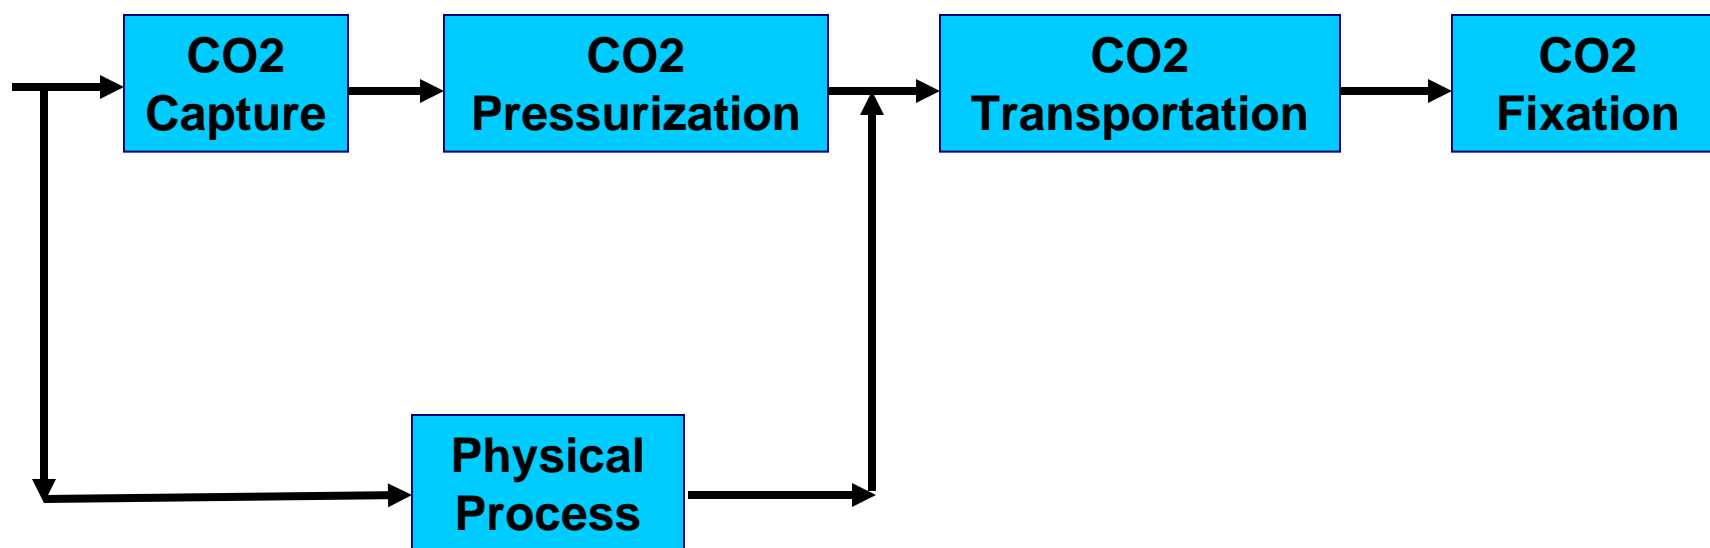 CO2
Capture
CO2
Pressurization
CO2
Transportation
CO2
Fixation
Physical
Process